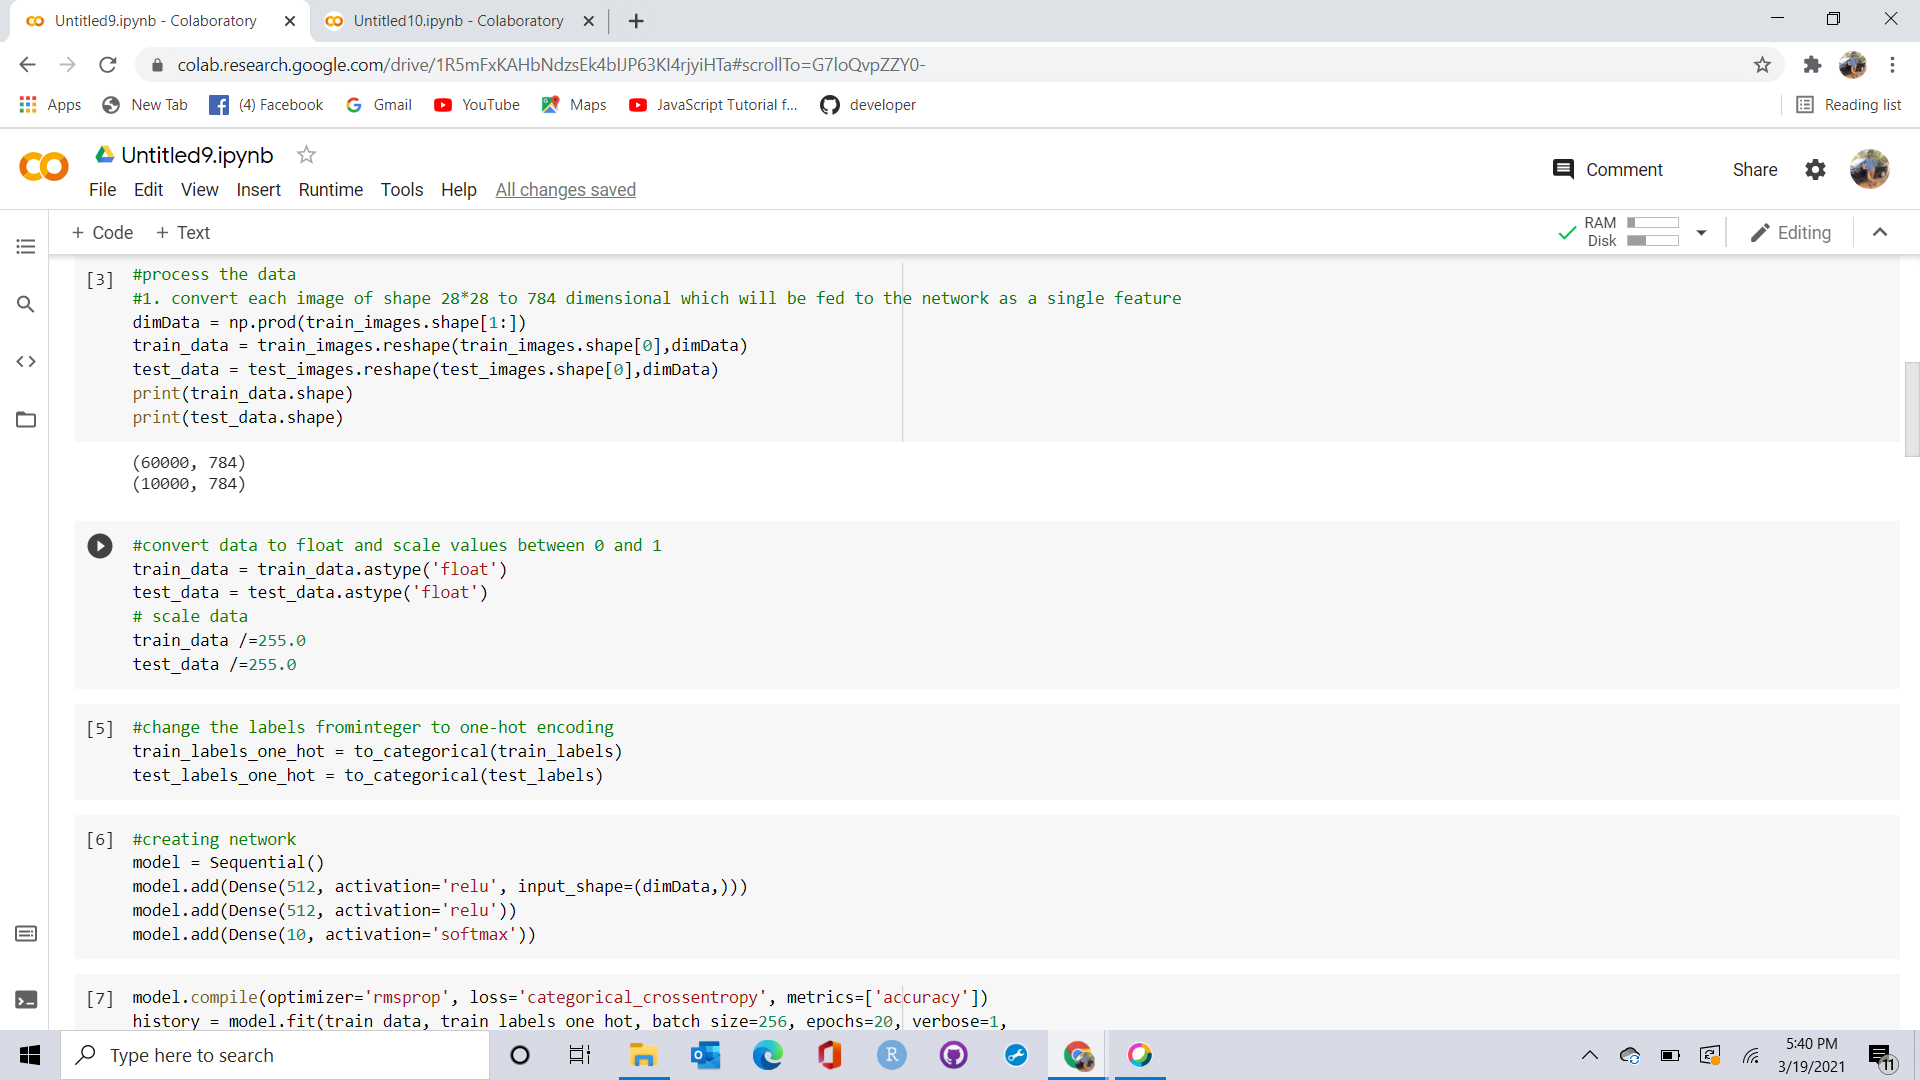 Untitled9.ipynb - Colaboratory
Untitled10.ipynb - Colaboratory
colab.research.google.com/drive/1R5mFxKAHbNdzsEk4bIJP63KI4rjyiHTa#scrollTo=G7loQvpZZY0-
Apps New Tab (4) Facebook Gmail YouTube Maps JavaScript Tutorial f... developer Reading list
Untitled9.ipynb
Comment Share
File Edit View Insert Runtime Tools Help All changes saved
+ Code + Text
RAM
Disk
Editing
[3] #process the data
#1. convert each image of shape 28*28 to 784 dimensional which will be fed to the network as a single feature
dimData = np.prod(train_images.shape[1:])
train_data = train_images.reshape(train_images.shape[0],dimData)
test_data = test_images.reshape(test_images.shape[0],dimData)
print(train_data.shape)
print(test_data.shape)
(60000, 784)
(10000, 784)
#convert data to float and scale values between 0 and 1
train_data = train_data.astype('float')
test_data = test_data.astype('float')
# scale data
train_data /=255.0
test_data /=255.0
[5] #change the labels frominteger to one-hot encoding
train_labels_one_hot = to_categorical(train_labels)
test_labels_one_hot = to_categorical(test_labels)
[6] #creating network
model = Sequential()
model.add(Dense(512, activation='relu', input_shape=(dimData,)))
model.add(Dense(512, activation='relu'))
model.add(Dense(10, activation='softmax'))
[7] model.compile(optimizer='rmsprop', loss='categorical_crossentropy', metrics=['accuracy'])
history = model.fit(train_data, train_labels_one_hot, batch_size=256, epochs=20, verbose=1,
Type here to search
R
5:40 PM
3/19/2021
11